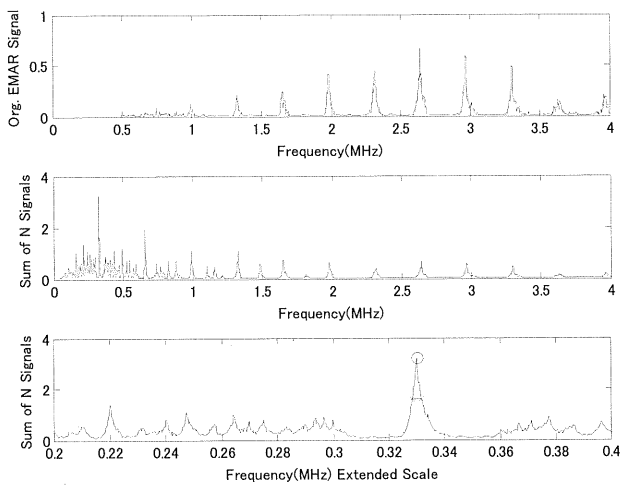 Org. EMAR Signal
1
0.5
0
0 0.5 1 1.5 2 2.5 3 3.5 4
Frequency(MHz)
Sum of N Signals
4
2
0
0 0.5 1 1.5 2 2.5 3 3.5 4
Frequency(MHz)
Sum of N Signals
4
2
0
0.2 0.22 0.24 0.26 0.28 0.3 0.32 0.34 0.36 0.38 0.4
Frequency(MHz) Extended Scale